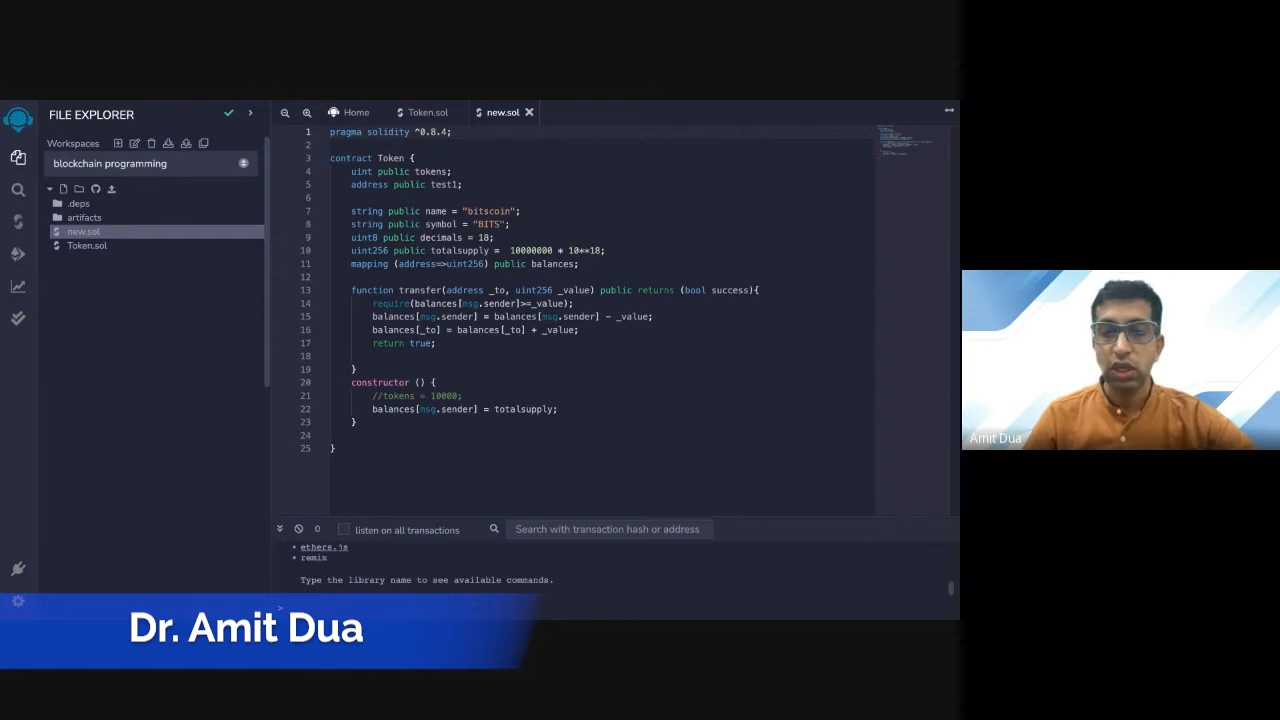 FILE EXPLORER
Workspaces
blockchain programming
.deps
artifacts
new.sol
Token.sol
Home
Token.sol
new.sol
1 pragma solidity ^0.8.4;
2
3 contract Token {
4 uint public tokens;
5 address public test1;
6
7 string public name = "bitscoin";
8 string public symbol = "BITS";
9 uint8 public decimals = 18;
10 uint256 public totalsupply = 10000000 * 10**18;
11 mapping (address=>uint256) public balances;
12
13 function transfer(address _to, uint256 _value) public returns (bool success){
14 require(balances[msg.sender]>=_value);
15 balances[msg.sender] = balances[msg.sender] - _value;
16 balances[_to] = balances[_to] + _value;
17 return true;
18
19 }
20 constructor () {
21 //tokens = 10000;
22 balances[msg.sender] = totalsupply;
23 }
24
25 }
0
listen on all transactions
Search with transaction hash or address
• ethers.js
• remix
Type the library name to see available commands.
>
Dr. Amit Dua
Amit Dua